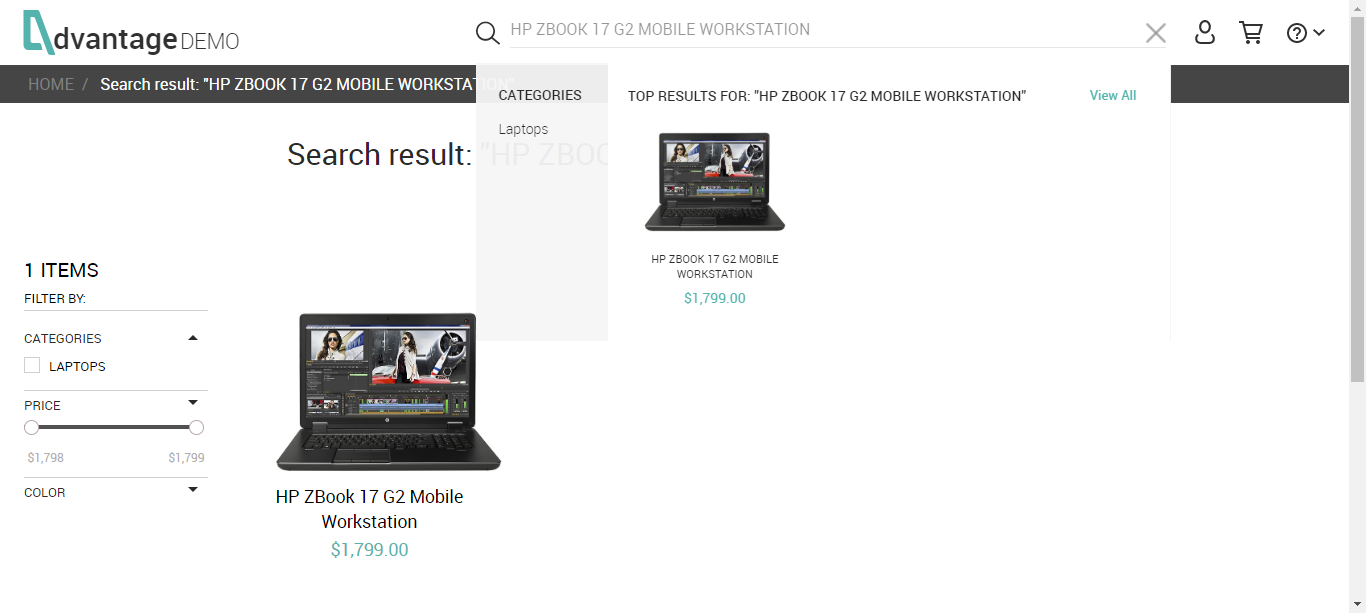 dvantage DEMO
HP ZBOOK 17 G2 MOBILE WORKSTATION
HOME / Search result: "HP ZBOOK 17 G2 MOBILE WORKSTATION"
CATEGORIES
Laptops
TOP RESULTS FOR: "HP ZBOOK 17 G2 MOBILE WORKSTATION"
View All
HP ZBOOK 17 G2 MOBILE
WORKSTATION
$1,799.00
Search result: "HP ZBOO
1 ITEMS
FILTER BY:
CATEGORIES
LAPTOPS
PRICE
$1,798
$1,799
COLOR
HP ZBook 17 G2 Mobile
Workstation
$1,799.00